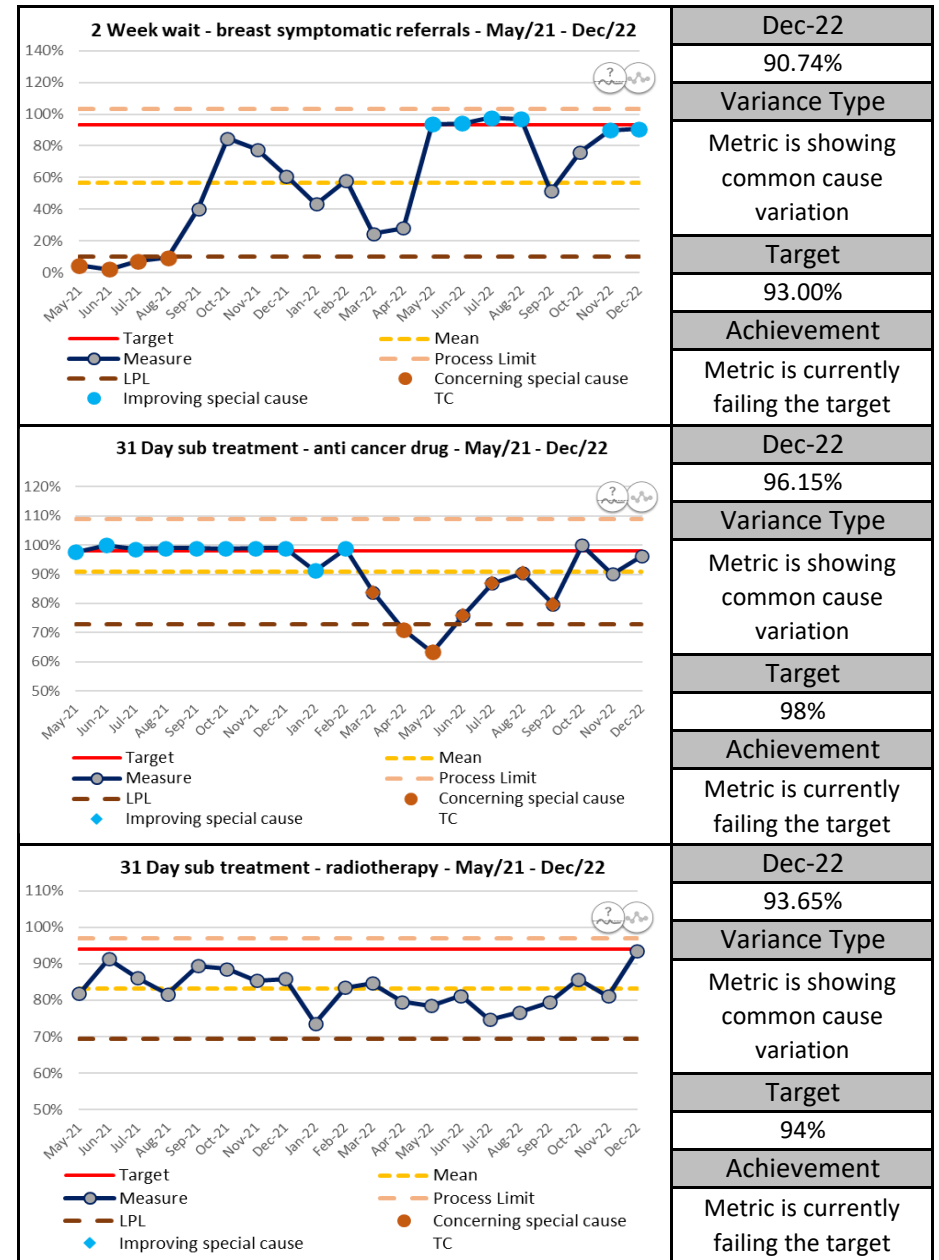 2 Week wait - breast symptomatic referrals - May/21 - Dec/22
140%
120%
100%
80%
60%
40%
20%
0%
?
May-21
Jun-21
Jul-21
Aug-21
Sep-21
Oct-21
Nov-21
Dec-21
Jan-22
Feb-22
Mar-22
Apr-22
May-22
Jun-22
Jul-22
Aug-22
Sep-22
Oct-22
Nov-22
Dec-22
Target
Mean
Measure
Process Limit
LPL
Concerning special cause
Improving special cause
TC
Dec-22
90.74%
Variance Type
Metric is showing
common cause
variation
Target
93.00%
Achievement
Metric is currently
failing the target
31 Day sub treatment - anti cancer drug - May/21 - Dec/22
120%
110%
100%
90%
80%
70%
60%
50%
?
May-21
Jun-21
Jul-21
Aug-21
Sep-21
Oct-21
Nov-21
Dec-21
Jan-22
Feb-22
Mar-22
Apr-22
May-22
Jun-22
Jul-22
Aug-22
Sep-22
Oct-22
Nov-22
Dec-22
Target
Mean
Measure
Process Limit
LPL
Concerning special cause
Improving special cause
TC
Dec-22
96.15%
Variance Type
Metric is showing
common cause
variation
Target
98%
Achievement
Metric is currently
failing the target
31 Day sub treatment - radiotherapy - May/21 - Dec/22
110%
100%
90%
80%
70%
60%
50%
?
May-21
Jun-21
Jul-21
Aug-21
Sep-21
Oct-21
Nov-21
Dec-21
Jan-22
Feb-22
Mar-22
Apr-22
May-22
Jun-22
Jul-22
Aug-22
Sep-22
Oct-22
Nov-22
Dec-22
Target
Mean
Measure
Process Limit
LPL
Concerning special cause
Improving special cause
TC
Dec-22
93.65%
Variance Type
Metric is showing
common cause
variation
Target
94%
Achievement
Metric is currently
failing the target